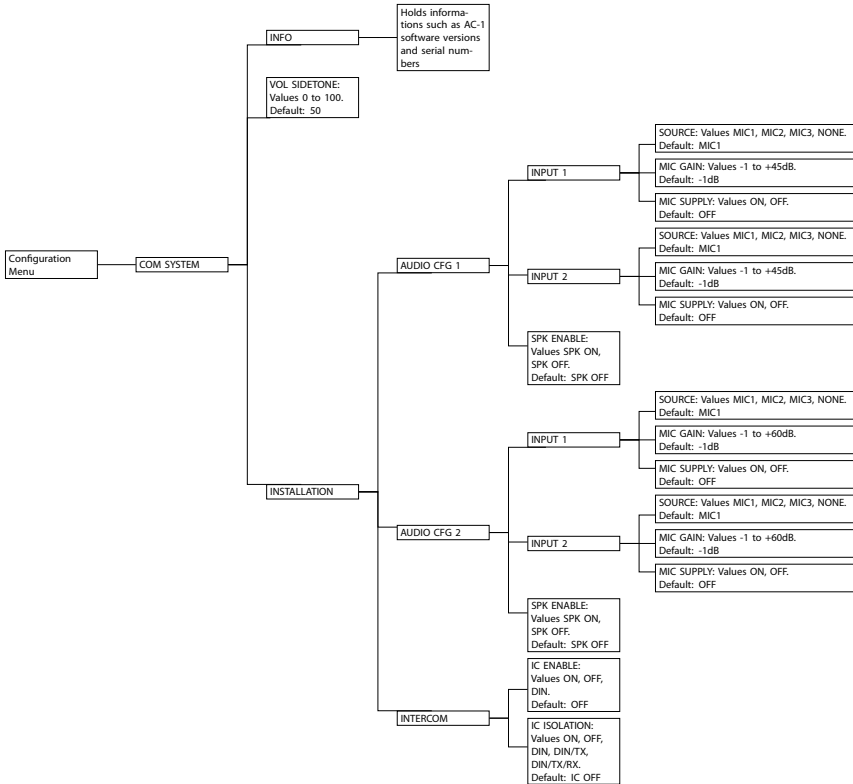 Configuration
Menu
COM SYSTEM
INFO
Holds informa-
tions such as AC-1
software versions
and serial num-
bers
VOL SIDETONE:
Values 0 to 100.
Default: 50
INSTALLATION
AUDIO CFG 1
INPUT 1
SOURCE: Values MIC1, MIC2, MIC3, NONE.
Default: MIC1
MIC GAIN: Values -1 to +45dB.
Default: -1dB
MIC SUPPLY: Values ON, OFF.
Default: OFF
INPUT 2
SOURCE: Values MIC1, MIC2, MIC3, NONE.
Default: MIC1
MIC GAIN: Values -1 to +45dB.
Default: -1dB
MIC SUPPLY: Values ON, OFF.
Default: OFF
SPK ENABLE:
Values SPK ON,
SPK OFF.
Default: SPK OFF
AUDIO CFG 2
INPUT 1
SOURCE: Values MIC1, MIC2, MIC3, NONE.
Default: MIC1
MIC GAIN: Values -1 to +60dB.
Default: -1dB
MIC SUPPLY: Values ON, OFF.
Default: OFF
INPUT 2
SOURCE: Values MIC1, MIC2, MIC3, NONE.
Default: MIC1
MIC GAIN: Values -1 to +60dB.
Default: -1dB
MIC SUPPLY: Values ON, OFF.
Default: OFF
SPK ENABLE:
Values SPK ON,
SPK OFF.
Default: SPK OFF
INTERCOM
IC ENABLE:
Values ON, OFF,
DIN.
Default: OFF
IC ISOLATION:
Values ON, OFF,
DIN, DIN/TX,
DIN/TX/RX.
Default: IC OFF